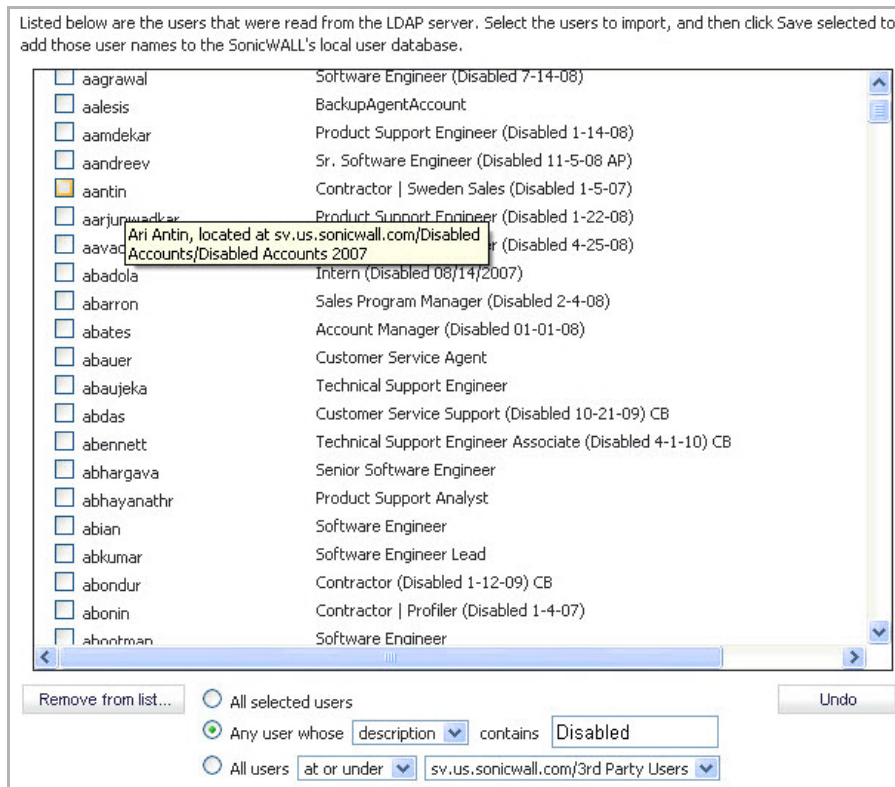 Listed below are the users that were read from the LDAP server. Select the users to import, and then click Save selected to
add those user names to the SonicWALL's local user database.
aagrawal Software Engineer (Disabled 7-14-08)
aalesis BackupAgentAccount
aamdekar Product Support Engineer (Disabled 1-14-08)
aandreev Sr. Software Engineer (Disabled 11-5-08 AP)
aantin Contractor | Sweden Sales (Disabled 1-5-07)
aarjunwadkar Product Support Engineer (Disabled 1-22-08)
Ari Antin, located at sv.us.sonicwall.com/Disabled
Accounts/Disabled Accounts 2007
(Disabled 4-25-08)
abadola Intern (Disabled 08/14/2007)
abarron Sales Program Manager (Disabled 2-4-08)
abates Account Manager (Disabled 01-01-08)
abauer Customer Service Agent
abaujeka Technical Support Engineer
abdas Customer Service Support (Disabled 10-21-09) CB
abennett Technical Support Engineer Associate (Disabled 4-1-10) CB
abhargava Senior Software Engineer
abhayanathr Product Support Analyst
abian Software Engineer
abkumar Software Engineer Lead
abondur Contractor (Disabled 1-12-09) CB
abonin Contractor | Profiler (Disabled 1-4-07)
abootman Software Engineer
Remove from list... All selected users Undo
Any user whose description contains Disabled
All users at or under sv.us.sonicwall.com/3rd Party Users